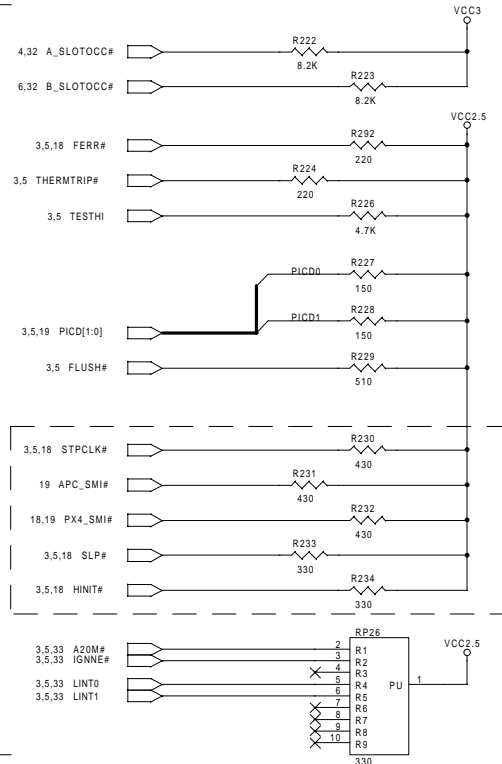 VCC3
4,32 A_SLOTOCC#
R222
8.2K
6,32 B_SLOTOCC#
R223
8.2K
VCC2.5
3,5,18 FERR#
R292
220
3,5 THERMTRIP#
R224
220
3,5 TESTHI
R226
4.7K
PICD0
R227
150
3,5,19 PICD[1:0]
PICD1
R228
150
3,5 FLUSH#
R229
510
3,5,18 STPCLK#
R230
430
19 APC_SMI#
R231
430
18,19 PX4_SMI#
R232
430
3,5,18 SLP#
R233
330
3,5,18 HINIT#
R234
330
RP26
VCC2.5
3,5,33 A20M# 2 R1
3,5,33 IGNNE# 3 R2
4 R3
3,5,33 LINT0 5 R4 PU 1
3,5,33 LINT1 6 R5
7 R6
8 R7
9 R8
10 R9
330